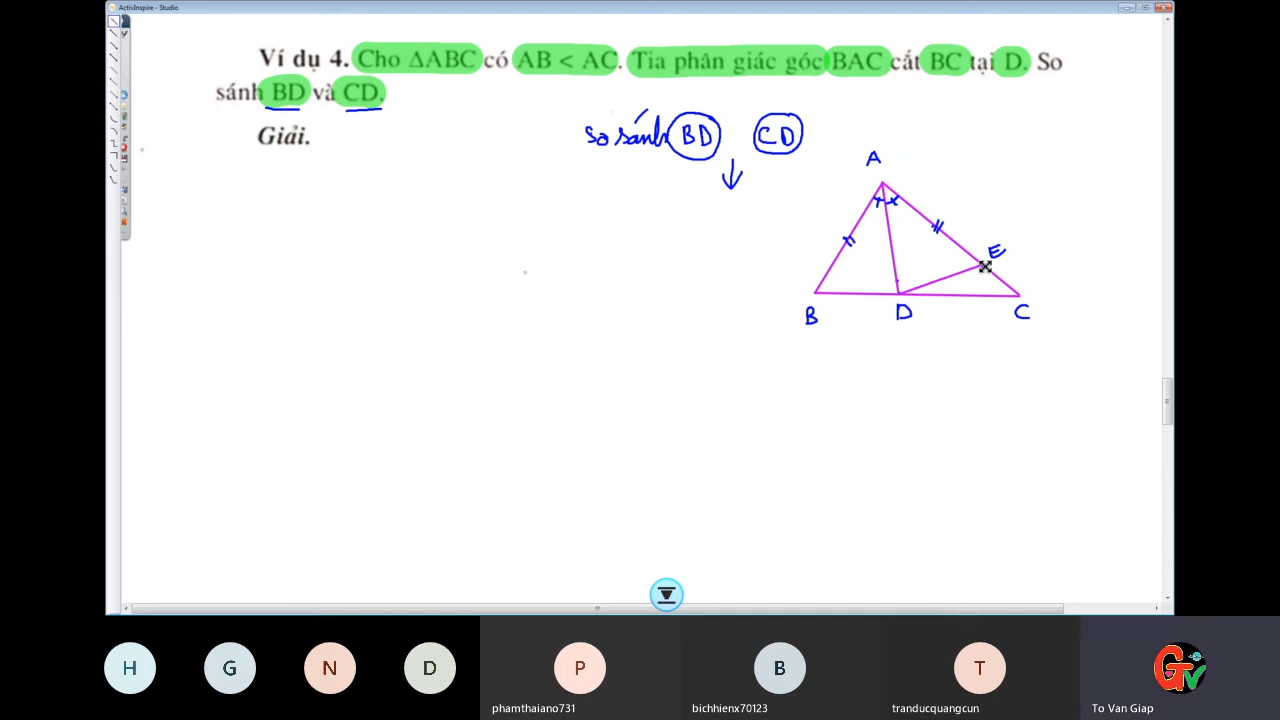 ActivInspire - Studio
Ví dụ 4. Cho ΔABC có AB < AC. Tia phân giác góc BAC cắt BC tại D. So
sánh BD và CD.
Giải.
So sánh BD CD
A
E
B D C
H G N D P B T GV
phamthaiano731 bichhienx70123 tranducquangcun To Van Giap